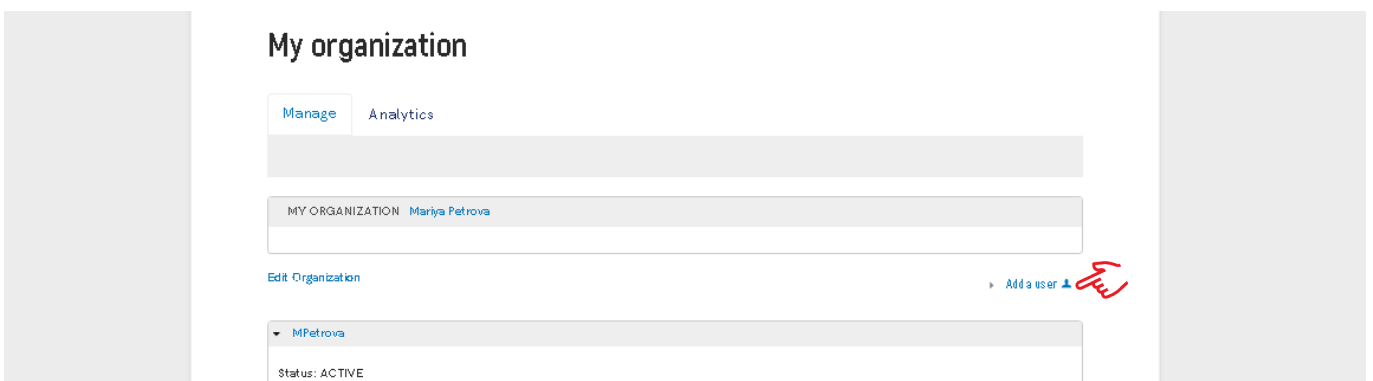 My organization
Manage Analytics
MY ORGANIZATION Mariya Petrova
Edit Organization
Add a user
MPetrova
Status: ACTIVE